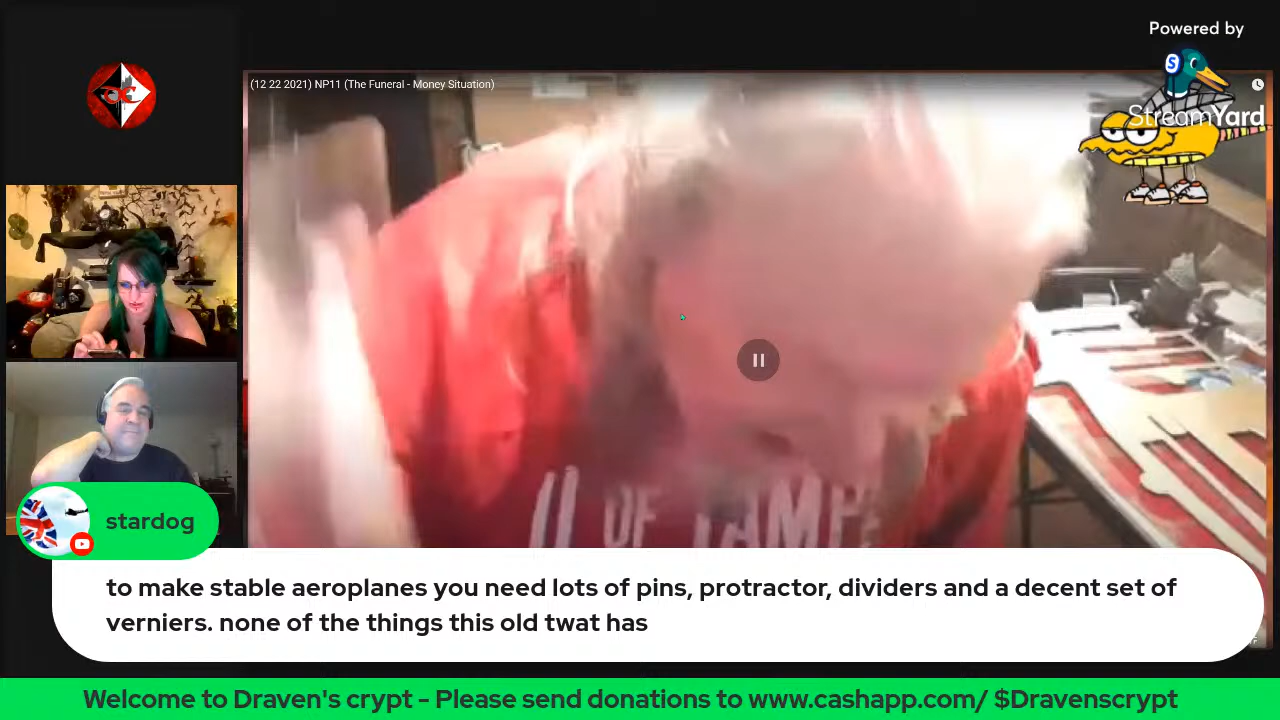 Powered by
(12 22 2021) NP11 (The Funeral - Money Situation)
S
StreamYard
OF TAMPA
stardog
to make stable aeroplanes you need lots of pins, protractor, dividers and a decent set of
verniers. none of the things this old twat has
Welcome to Draven's crypt - Please send donations to www.cashapp.com/ $Dravenscrypt